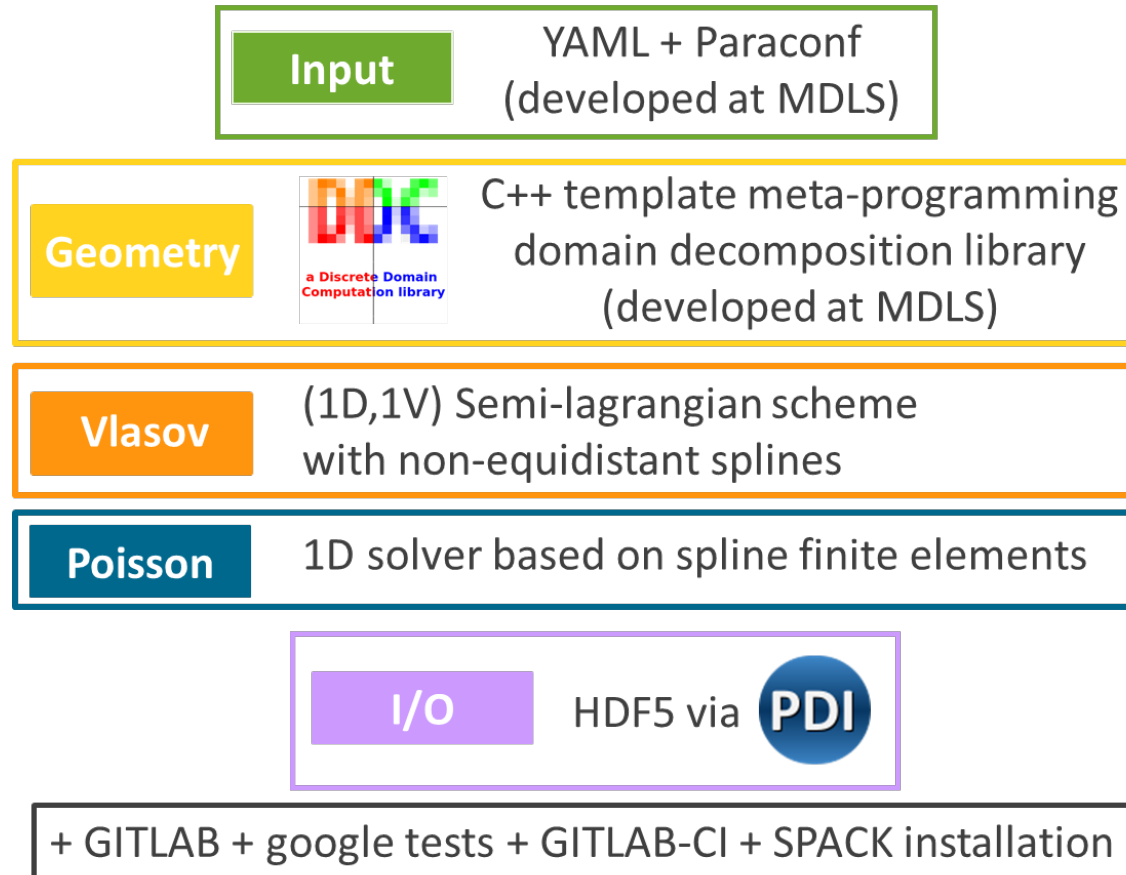 Input
YAML + Paraconf
(developed at MDLS)
Geometry
DDC
a Discrete Domain
Computation library
C++ template meta-programming
domain decomposition library
(developed at MDLS)
Vlasov
(1D,1V) Semi-lagrangian scheme
with non-equidistant splines
Poisson
1D solver based on spline finite elements
I/O
HDF5 via PDI
+ GITLAB + google tests + GITLAB-CI + SPACK installation